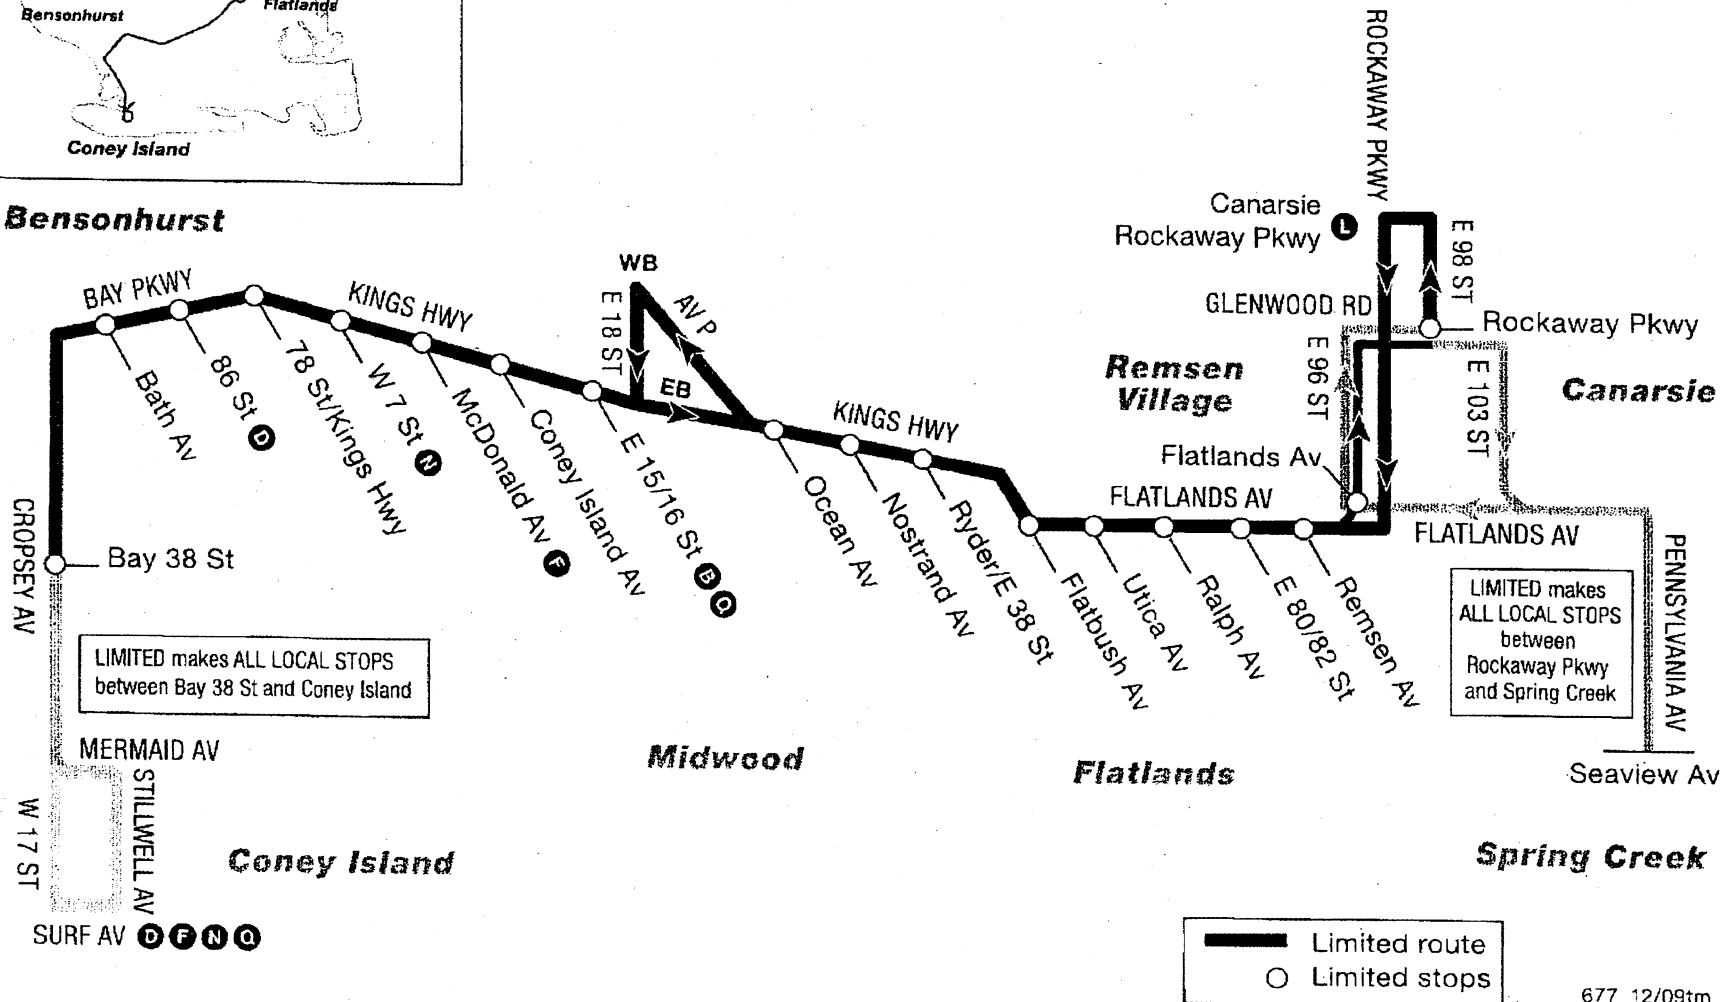 Bensonhurst
Flatlands
Coney Island
Bensonhurst
BAY PKWY
KINGS HWY
WB
E 18 ST
AV P
EB
KINGS HWY
ROCKAWAY PKWY
Canarsie
Rockaway Pkwy L
E 98 ST
GLENWOOD RD
Rockaway Pkwy
E 96 ST
E 103 ST
Remsen
Village
Canarsie
Flatlands Av
FLATLANDS AV
FLATLANDS AV
Bath Av
86 St D
78 St/Kings Hwy
W 7 St N
McDonald Av F
Coney Island Av
E 15/16 St B Q
Ocean Av
Nostrand Av
Ryder/E 38 St
Flatbush Av
Utica Av
Ralph Av
E 80/82 St
Remsen Av
CROPSEY AV
Bay 38 St
LIMITED makes ALL LOCAL STOPS
between Bay 38 St and Coney Island
LIMITED makes
ALL LOCAL STOPS
between
Rockaway Pkwy
and Spring Creek
PENNSYLVANIA AV
MERMAID AV
W 17 ST
STILLWELL AV
Midwood
Flatlands
Seaview Av
Coney Island
Spring Creek
SURF AV D F N Q
Limited route
Limited stops
677 12/09tm